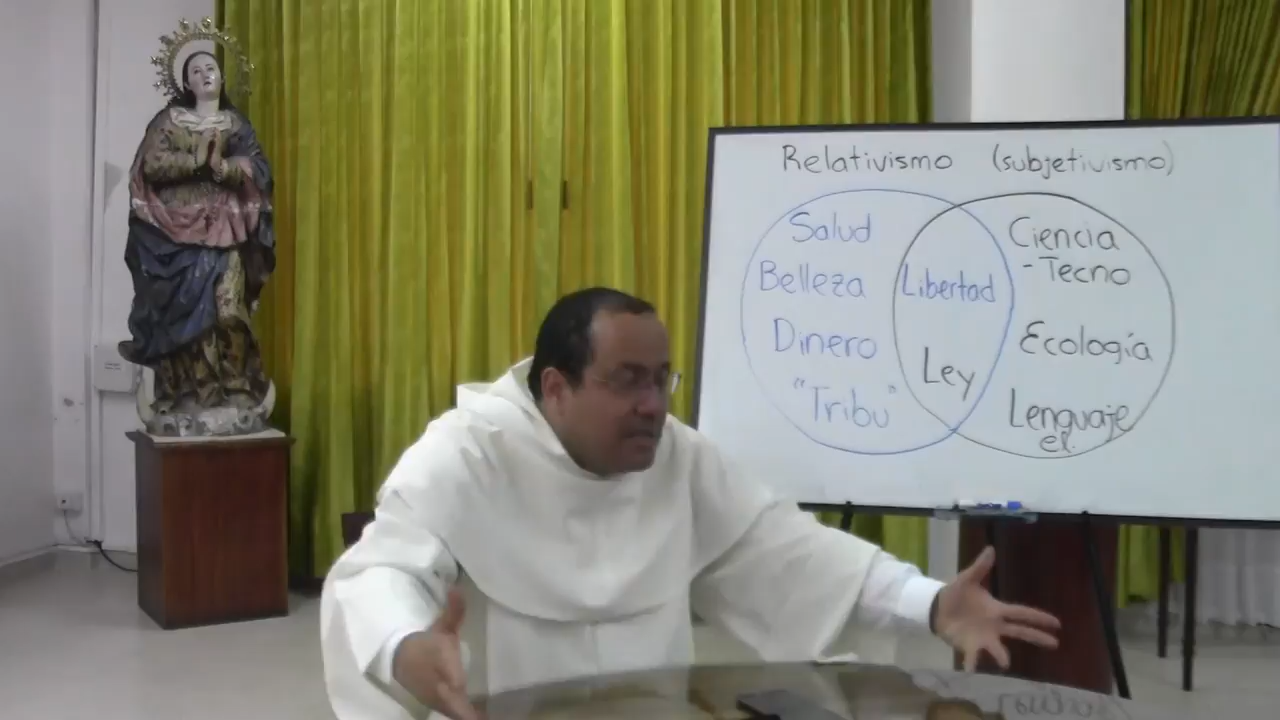 Relativismo (subjetivismo)
Salud
Belleza
Dinero
"Tribu"
Libertad
Ley
Ciencia
-Tecno
Ecología
Lenguaje
el.